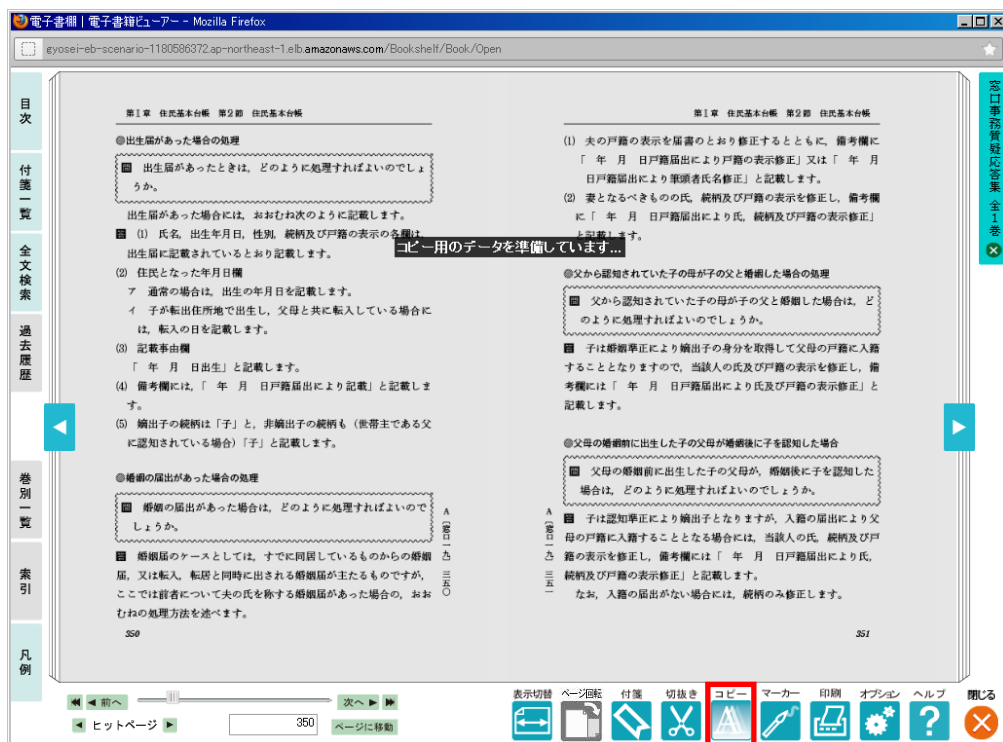 電子書棚 | 電子書籍ビューアー - Mozilla Firefox
gyosei-eb-scenario-1180586372.ap-northeast-1.elb.amazonaws.com/Bookshelf/Book/Open
目次
付箋一覧
全文検索
過去履歴
巻別一覧
索引
凡例
第Ⅰ章 住民基本台帳 第2節 住民基本台帳
◎出生届があった場合の処理
問 出生届があったときは、どのように処理すればよいのでしょ
うか。
出生届があった場合には、おおむね次のように記載します。
答 (1) 氏名、出生年月日、性別、続柄及び戸籍の表示の各欄は、
出生届に記載されているとおり記載します。
(2) 住民となった年月日欄
ア 通常の場合は、出生の年月日を記載します。
イ 子が転出住所地で出生し、父母と共に転入している場合に
は、転入の日を記載します。
(3) 記載事由欄
「 年 月 日出生」と記載します。
(4) 備考欄には、「 年 月 日戸籍届出により記載」と記載しま
す。
(5) 嫡出子の続柄は「子」と、非嫡出子の続柄も(世帯主である父
に認知されている場合)「子」と記載します。
◎婚姻の届出があった場合の処理
問 婚姻の届出があった場合は、どのように処理すればよいので
しょうか。
答 婚姻届のケースとしては、すでに同居しているものからの婚姻
届、又は転入、転居と同時に出される婚姻届が主たるものですが、
ここでは前者について夫の氏を称する婚姻届があった場合の、おお
むねの処理方法を述べます。
A 〔窓口一九〕 三五〇
350
コピー用のデータを準備しています...
第Ⅰ章 住民基本台帳 第2節 住民基本台帳
(1) 夫の戸籍の表示を届書のとおり修正するとともに、備考欄に
「 年 月 日戸籍届出により戸籍の表示修正」又は「 年 月
日戸籍届出により筆頭者氏名修正」と記載します。
(2) 妻となるべきものの氏、続柄及び戸籍の表示を修正し、備考欄
に「 年 月 日戸籍届出により氏、続柄及び戸籍の表示修正」
と記載します。
◎父から認知されていた子の母が子の父と婚姻した場合の処理
問 父から認知されていた子の母が子の父と婚姻した場合は、ど
のように処理すればよいのでしょうか。
答 子は婚姻準正により嫡出子の身分を取得して父母の戸籍に入籍
することとなりますので、当該人の氏及び戸籍の表示を修正し、備
考欄には「 年 月 日戸籍届出により氏及び戸籍の表示修正」と
記載します。
◎父母の婚姻前に出生した子の父母が婚姻後に子を認知した場合
問 父母の婚姻前に出生した子の父母が、婚姻後に子を認知した
場合は、どのように処理すればよいのでしょうか。
答 子は認知準正により嫡出子となりますが、入籍の届出により父
母の戸籍に入籍することとなる場合には、当該人の氏、続柄及び戸
籍の表示を修正し、備考欄には「 年 月 日戸籍届出により氏、
続柄及び戸籍の表示修正」と記載します。
なお、入籍の届出がない場合には、続柄のみ修正します。
A 〔窓口一九〕 三五一
351
窓口事務質疑応答集 全1巻
前へ
次へ
ヒットページ
350
ページに移動
表示切替
ページ回転
付箋
切抜き
コピー
マーカー
印刷
オプション
ヘルプ
閉じる